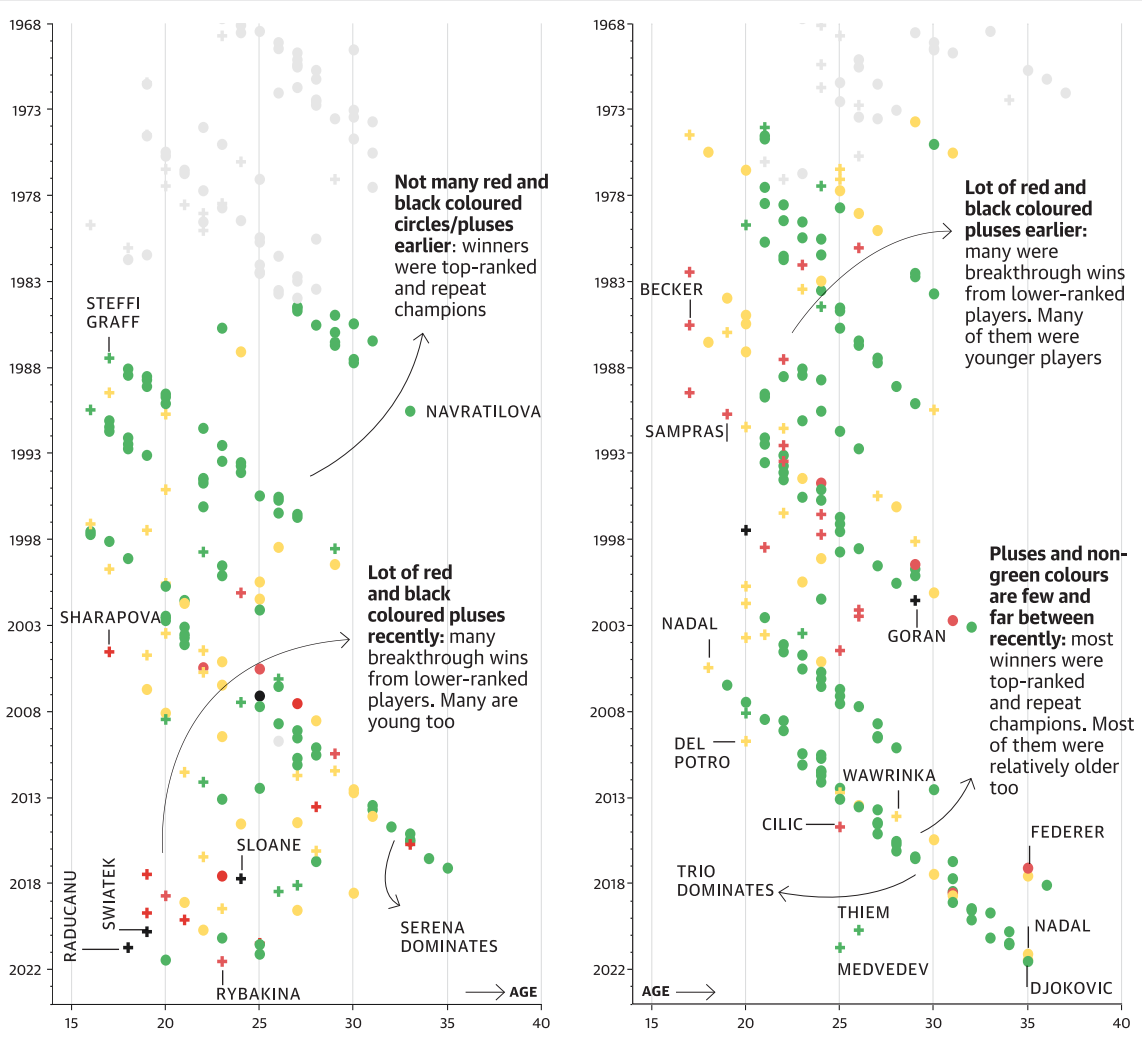 1968
1973
1978
1983
1988
1993
1998
2003
2008
2013
2018
2022
15
20
25
30
35
40
Not many red and
black coloured
circles/pluses
earlier: winners
were top-ranked
and repeat
champions
STEFFI
GRAFF
NAVRATILOVA
Lot of red
and black
coloured pluses
recently: many
breakthrough wins
from lower-ranked
players. Many are
young too
SHARAPOVA
SLOANE
SWIATEK
RADUCANU
SERENA
DOMINATES
RYBAKINA
AGE
1968
1973
1978
1983
1988
1993
1998
2003
2008
2013
2018
2022
15
20
25
30
35
40
Lot of red and
black coloured
pluses earlier:
many were
breakthrough wins
from lower-ranked
players. Many
of them were
younger players
BECKER
SAMPRAS
Pluses and non-
green colours
are few and
far between
recently: most
winners were
top-ranked
and repeat
champions. Most
of them were
relatively older
too
GORAN
NADAL
DEL
POTRO
WAWRINKA
CILIC
FEDERER
TRIO
DOMINATES
THIEM
NADAL
MEDVEDEV
DJOKOVIC
AGE